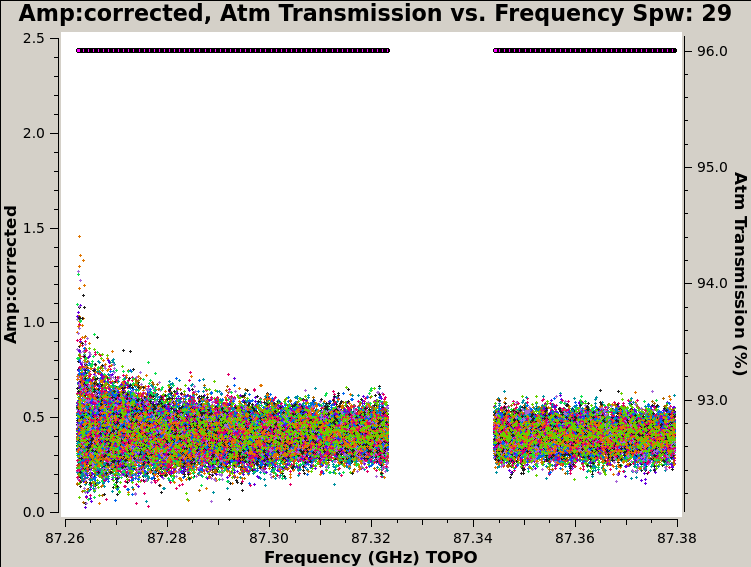 Amp:corrected, Atm Transmission vs. Frequency Spw: 29
2.5
2.0
1.5
1.0
0.5
0.0
Amp:corrected
96.0
95.0
94.0
93.0
Atm Transmission (%)
87.26 87.28 87.30 87.32 87.34 87.36 87.38
Frequency (GHz) TOPO